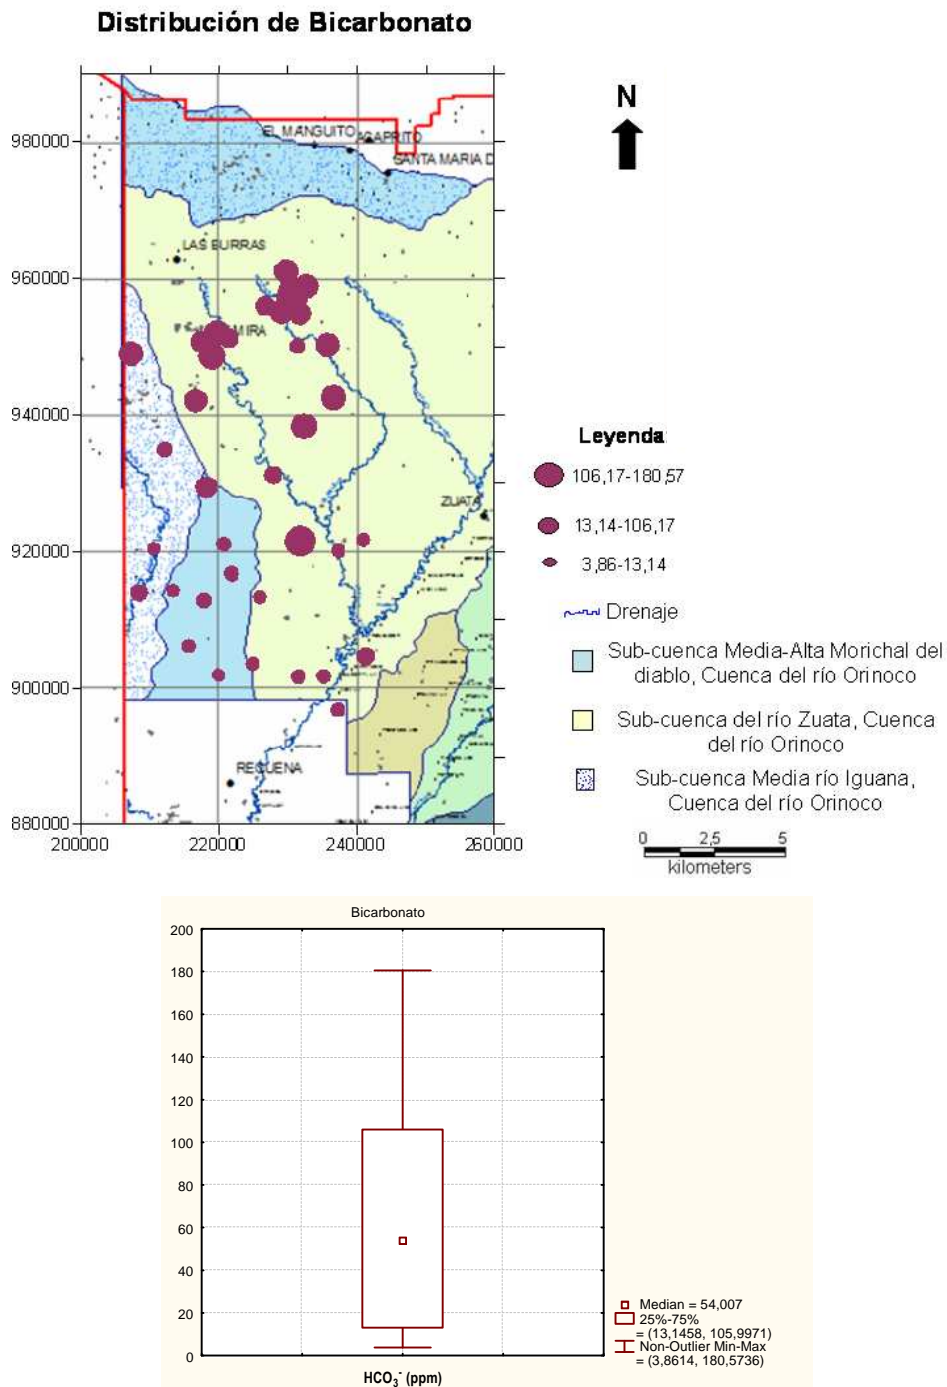 Distribución de Bicarbonato
N
980000
960000
940000
920000
900000
880000
200000
220000
240000
260000
EL MANGUITO
AGAPRITO
SANTA MARIA D
LAS BURRAS
MIRA
ZUATA
REQUENA
Leyenda
106,17-180,57
13,14-106,17
3,86-13,14
Drenaje
Sub-cuenca Media-Alta Morichal del
diablo, Cuenca del río Orinoco
Sub-cuenca del río Zuata, Cuenca
del río Orinoco
Sub-cuenca Media río Iguana,
Cuenca del río Orinoco
0 2,5 5
kilometers
Bicarbonato
200
180
160
140
120
100
80
60
40
20
0
HCO₃⁻ (ppm)
Median = 54,007
25%-75%
= (13,1458, 105,9971)
Non-Outlier Min-Max
= (3,8614, 180,5736)